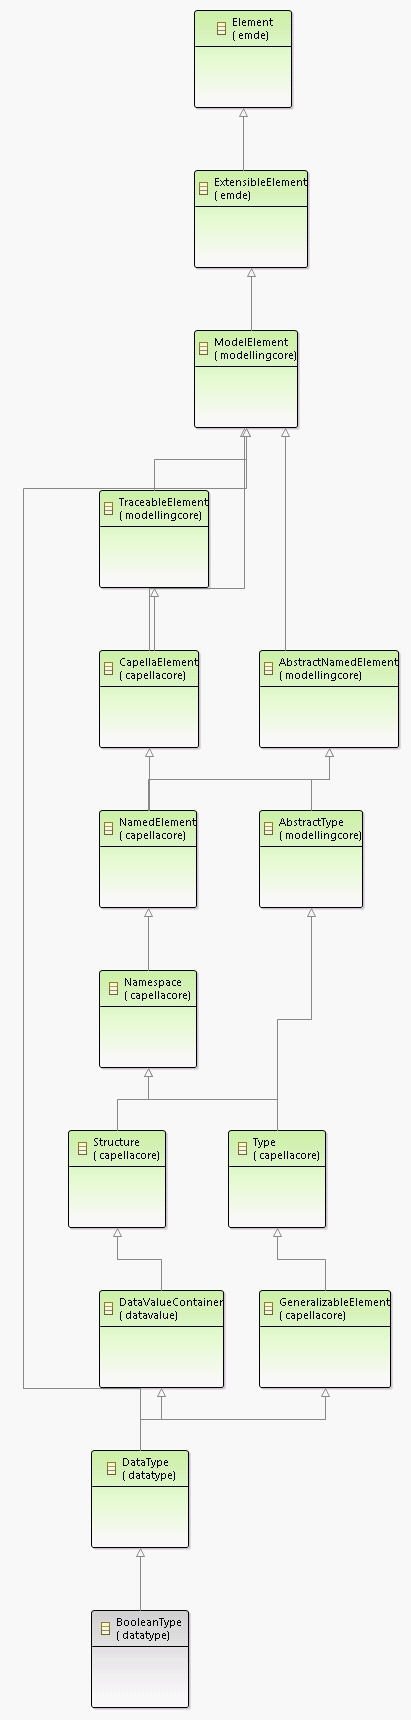 Element
( emde)
ExtensibleElement
( emde)
ModelElement
( modellingcore)
TraceableElement
( modellingcore)
CapellaElement
( capellacore)
AbstractNamedElement
( modellingcore)
NamedElement
( capellacore)
AbstractType
( modellingcore)
Namespace
( capellacore)
Structure
( capellacore)
Type
( capellacore)
DataValueContainer
( datavalue)
GeneralizableElement
( capellacore)
DataType
( datatype)
BooleanType
( datatype)